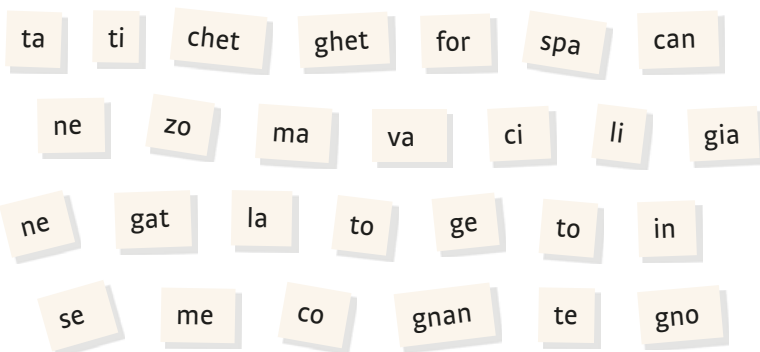 ta ti chet ghet for spa can
ne zo ma va ci li gia
ne gat la to ge to in
se me co gnan te gno